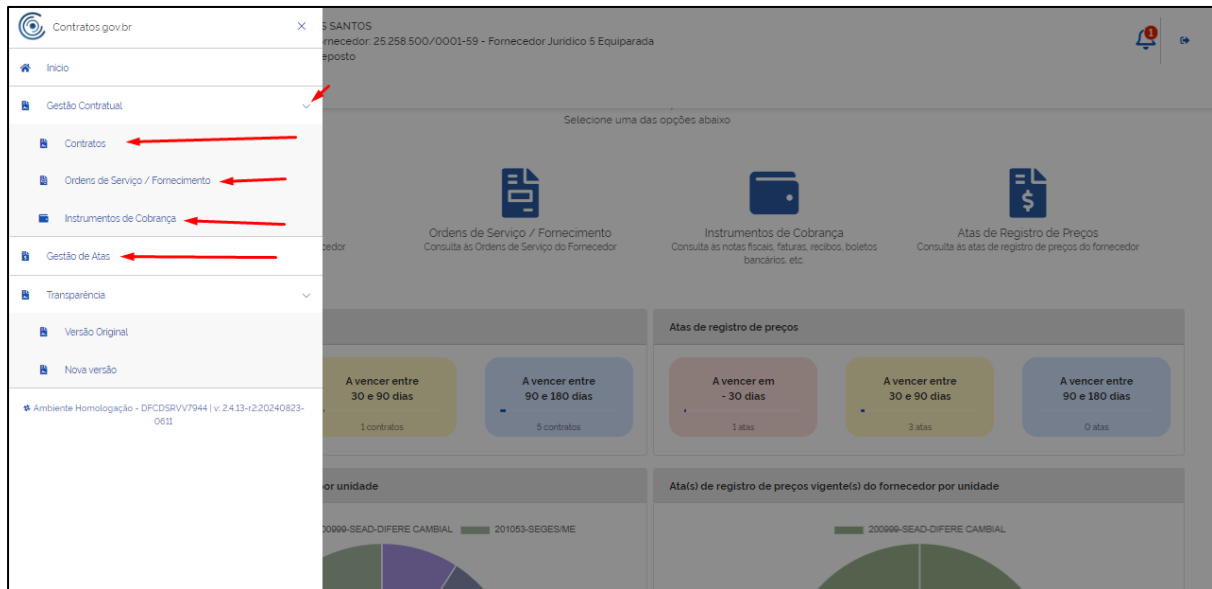 Contratos.gov.br
Início
Gestão Contratual
Contratos
Ordens de Serviço / Fornecimento
Instrumentos de Cobrança
Gestão de Atas
Transparência
Versão Original
Nova versão
Ambiente Homologação - DFCDSRVV7944 | v: 2.4.13-r2.20240823-
0611
S SANTOS
ornecedor: 25.258.500/0001-59 - Fornecedor Jurídico 5 Equiparada
eposto
1
Selecione uma das opções abaixo
cedor
Ordens de Serviço / Fornecimento
Consulta às Ordens de Serviço do Fornecedor
Instrumentos de Cobrança
Consulta às notas fiscais, faturas, recibos, boletos
bancários, etc.
Atas de Registro de Preços
Consulta às atas de registro de preços do fornecedor
A vencer entre
30 e 90 dias
1 contratos
A vencer entre
90 e 180 dias
5 contratos
Atas de registro de preços
A vencer em
- 30 dias
1 atas
A vencer entre
30 e 90 dias
3 atas
A vencer entre
90 e 180 dias
0 atas
or unidade
00999-SEAD-DIFERE CAMBIAL
201053-SEGES/ME
Ata(s) de registro de preços vigente(s) do fornecedor por unidade
200999-SEAD-DIFERE CAMBIAL